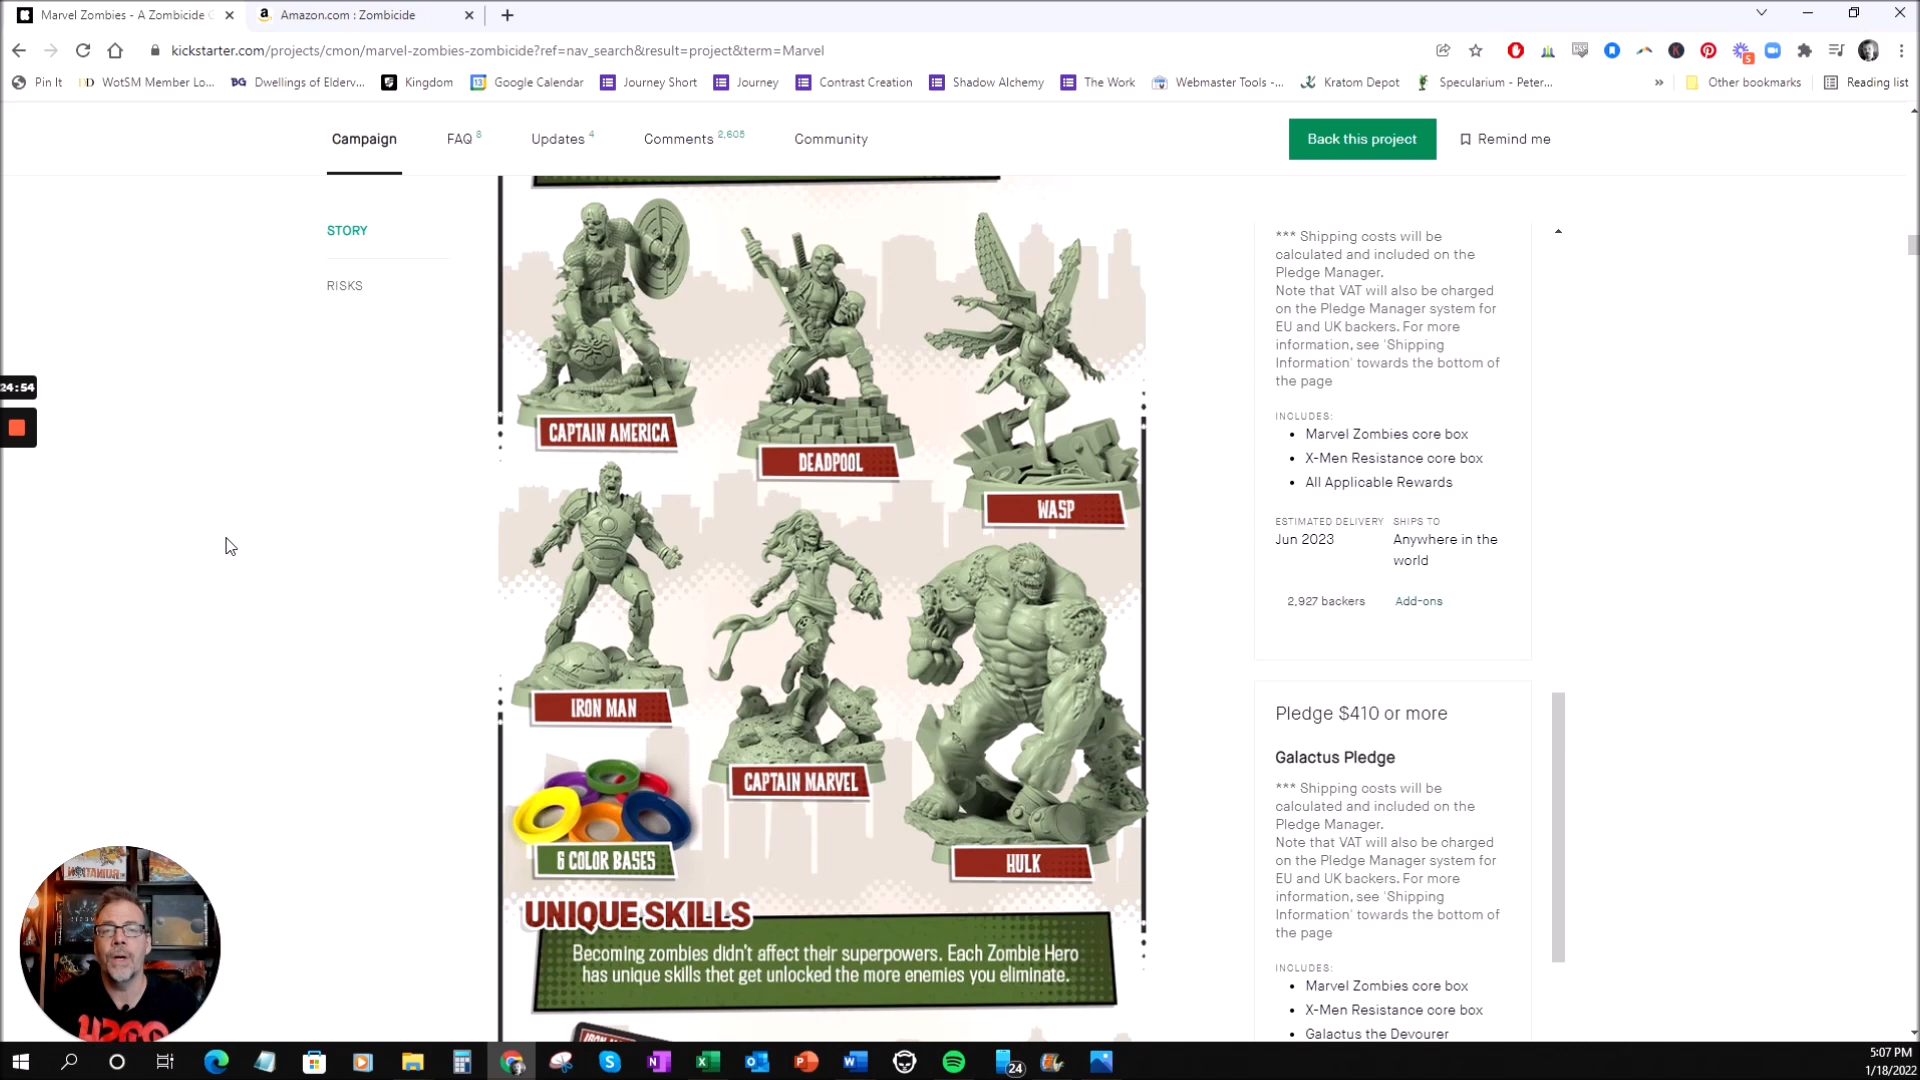 Marvel Zombies - A Zombicide
Amazon.com : Zombicide
kickstarter.com/projects/cmon/marvel-zombies-zombicide?ref=nav_search&result=project&term=Marvel
Pin It
WotSM Member Lo...
Dwellings of Elderv...
Kingdom
Google Calendar
Journey Short
Journey
Contrast Creation
Shadow Alchemy
The Work
Webmaster Tools -...
Kratom Depot
Specularium - Peter...
»
Other bookmarks
Reading list
Campaign
FAQ 8
Updates 4
Comments 2,605
Community
Back this project
Remind me
STORY
RISKS
24:54
CAPTAIN AMERICA
DEADPOOL
WASP
IRON MAN
CAPTAIN MARVEL
HULK
6 COLOR BASES
UNIQUE SKILLS
Becoming zombies didn't affect their superpowers. Each Zombie Hero
has unique skills thet get unlocked the more enemies you eliminate.
*** Shipping costs will be
calculated and included on the
Pledge Manager.
Note that VAT will also be charged
on the Pledge Manager system for
EU and UK backers. For more
information, see 'Shipping
Information' towards the bottom of
the page
INCLUDES:
• Marvel Zombies core box
• X-Men Resistance core box
• All Applicable Rewards
ESTIMATED DELIVERY
Jun 2023
SHIPS TO
Anywhere in the
world
2,927 backers
Add-ons
Pledge $410 or more
Galactus Pledge
*** Shipping costs will be
calculated and included on the
Pledge Manager.
Note that VAT will also be charged
on the Pledge Manager system for
EU and UK backers. For more
information, see 'Shipping
Information' towards the bottom of
the page
INCLUDES:
• Marvel Zombies core box
• X-Men Resistance core box
• Galactus the Devourer
24
5:07 PM
1/18/2022